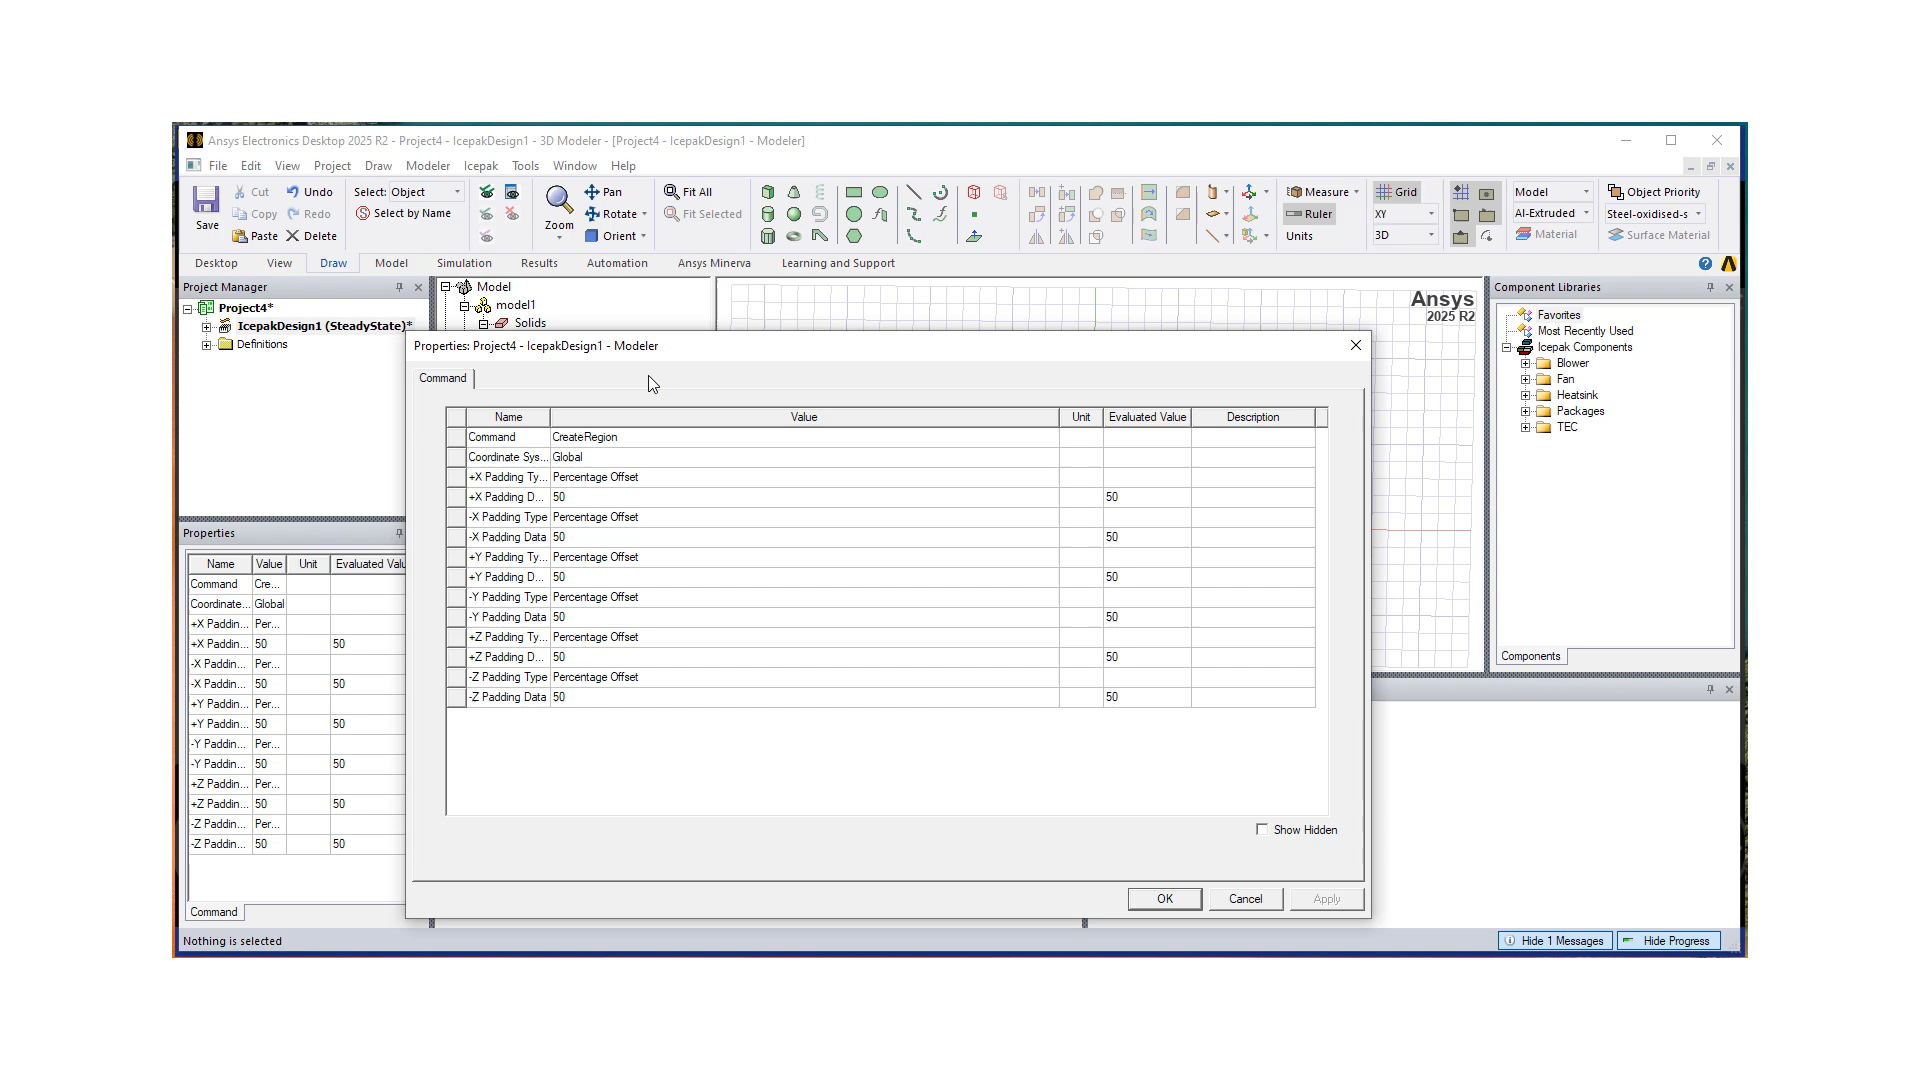 Ansys Electronics Desktop 2025 R2 - Project4 - IcepakDesign1 - 3D Modeler - [Project4 - IcepakDesign1 - Modeler]
File Edit View Project Draw Modeler Icepak Tools Window Help
Save
Cut
Copy
Paste
Undo
Redo
Delete
Select: Object
Select by Name
Zoom
Pan
Rotate
Orient
Fit All
Fit Selected
Measure
Ruler
Units
Grid
XY
3D
Model
Al-Extruded
Material
Object Priority
Steel-oxidised-s
Surface Material
Desktop View Draw Model Simulation Results Automation Ansys Minerva Learning and Support
Project Manager
Project4*
IcepakDesign1 (SteadyState)*
Definitions
Model
model1
Solids
Ansys
2025 R2
Component Libraries
Favorites
Most Recently Used
Icepak Components
Blower
Fan
Heatsink
Packages
TEC
Components
Properties
Name Value Unit Evaluated Valu
Command Cre...
Coordinate... Global
+X Paddin... Per...
+X Paddin... 50 50
-X Paddin... Per...
-X Paddin... 50 50
+Y Paddin... Per...
+Y Paddin... 50 50
-Y Paddin... Per...
-Y Paddin... 50 50
+Z Paddin... Per...
+Z Paddin... 50 50
-Z Paddin... Per...
-Z Paddin... 50 50
Command
Properties: Project4 - IcepakDesign1 - Modeler
Command
Name Value Unit Evaluated Value Description
Command CreateRegion
Coordinate Sys... Global
+X Padding Ty... Percentage Offset
+X Padding D... 50 50
-X Padding Type Percentage Offset
-X Padding Data 50 50
+Y Padding Ty... Percentage Offset
+Y Padding D... 50 50
-Y Padding Type Percentage Offset
-Y Padding Data 50 50
+Z Padding Ty... Percentage Offset
+Z Padding D... 50 50
-Z Padding Type Percentage Offset
-Z Padding Data 50 50
Show Hidden
OK Cancel Apply
Nothing is selected
Hide 1 Messages
Hide Progress